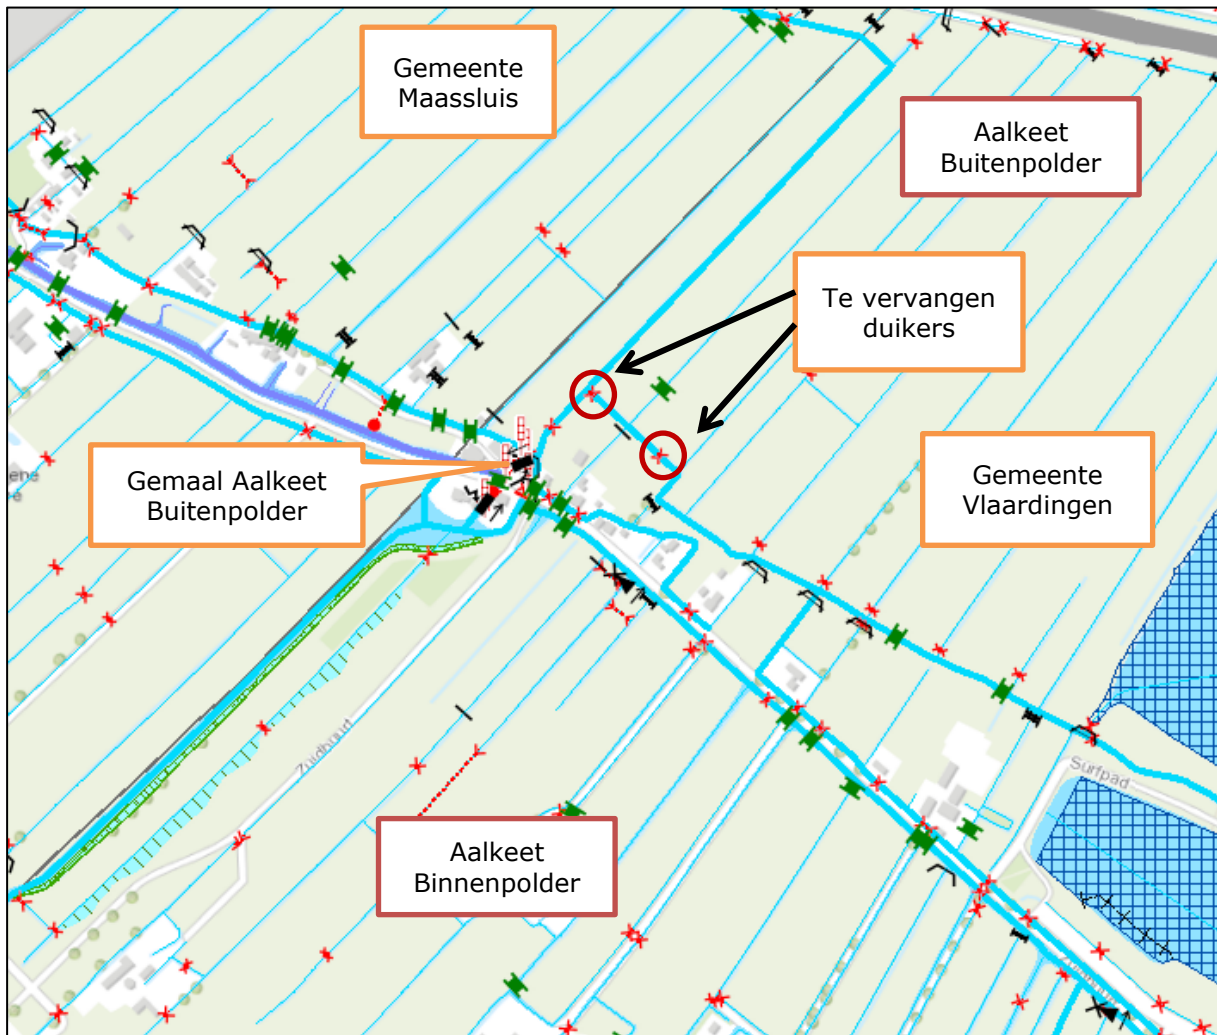 Gemeente
Maassluis
Aalkeet
Buitenpolder
Te vervangen
duikers
Gemaal Aalkeet
Buitenpolder
Gemeente
Vlaardingen
Zuidbuurt
Surfpad
Aalkeet
Binnenpolder